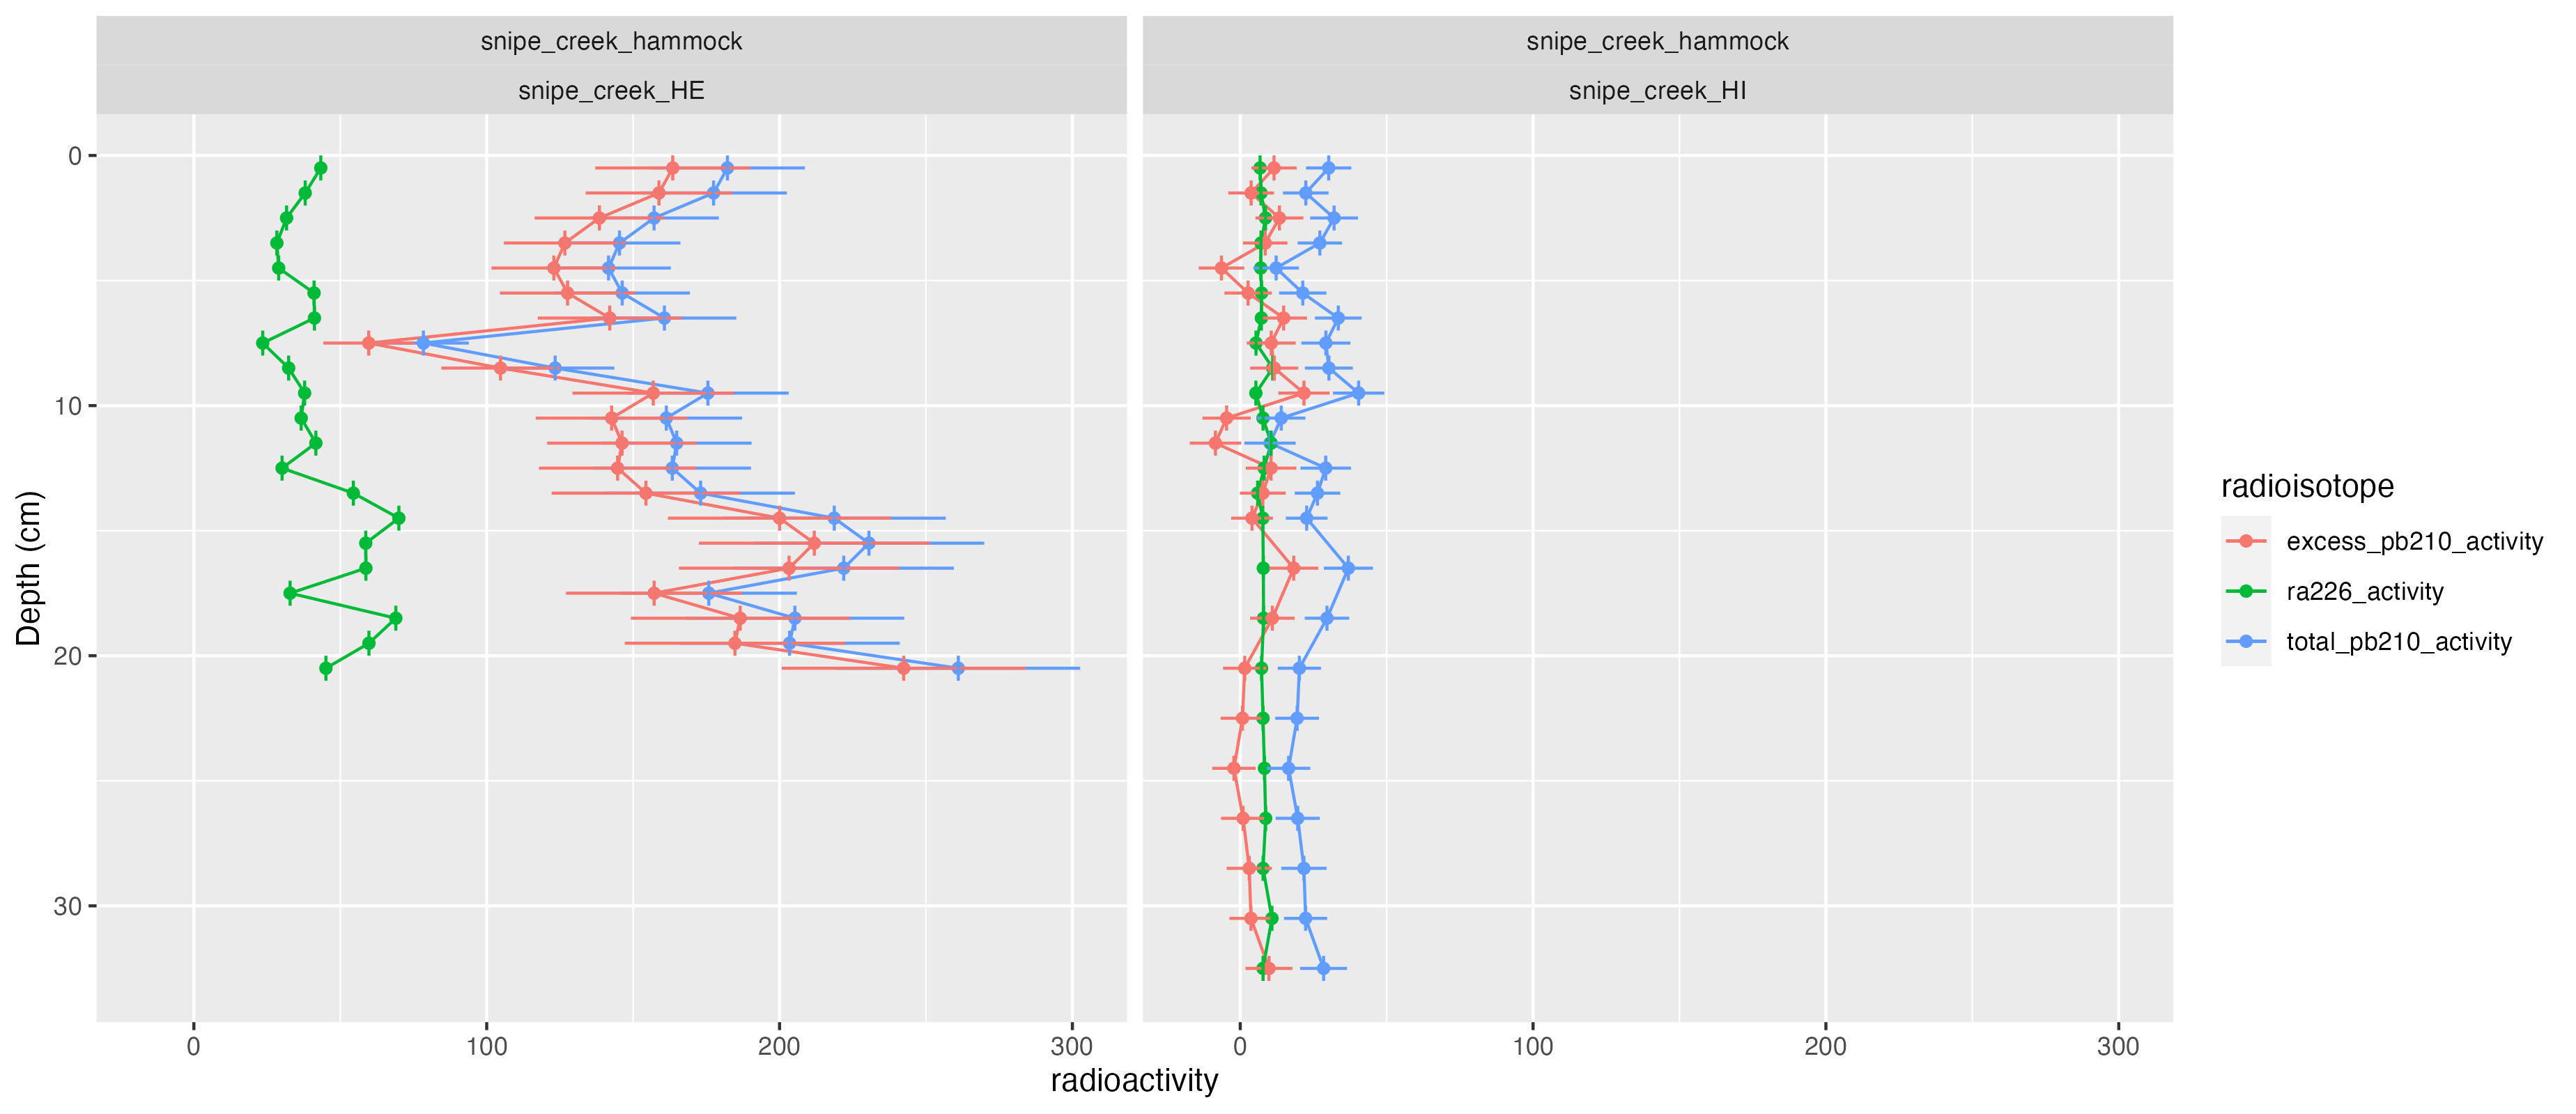 snipe_creek_hammock
snipe_creek_hammock
snipe_creek_HE
snipe_creek_HI
0
10
20
30
Depth (cm)
0
100
200
300
0
100
200
300
radioactivity
radioisotope
excess_pb210_activity
ra226_activity
total_pb210_activity